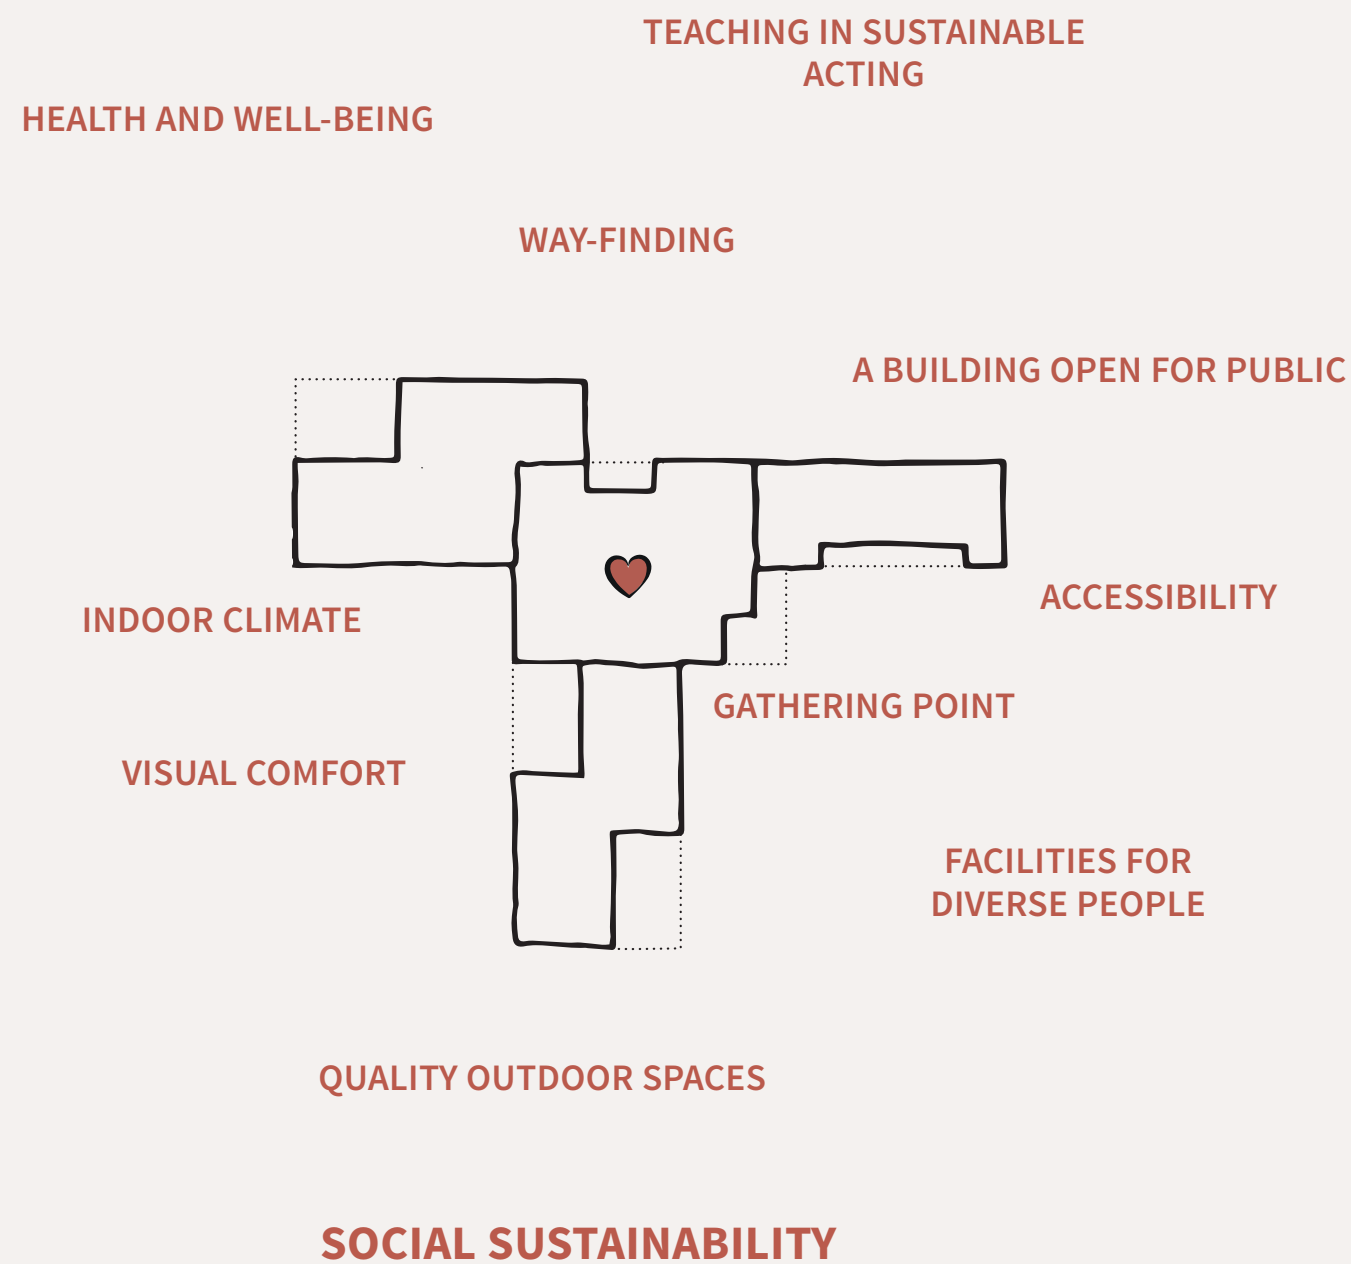 TEACHING IN SUSTAINABLE
ACTING
HEALTH AND WELL-BEING
WAY-FINDING
A BUILDING OPEN FOR PUBLIC
ACCESSIBILITY
INDOOR CLIMATE
GATHERING POINT
VISUAL COMFORT
FACILITIES FOR
DIVERSE PEOPLE
QUALITY OUTDOOR SPACES
SOCIAL SUSTAINABILITY